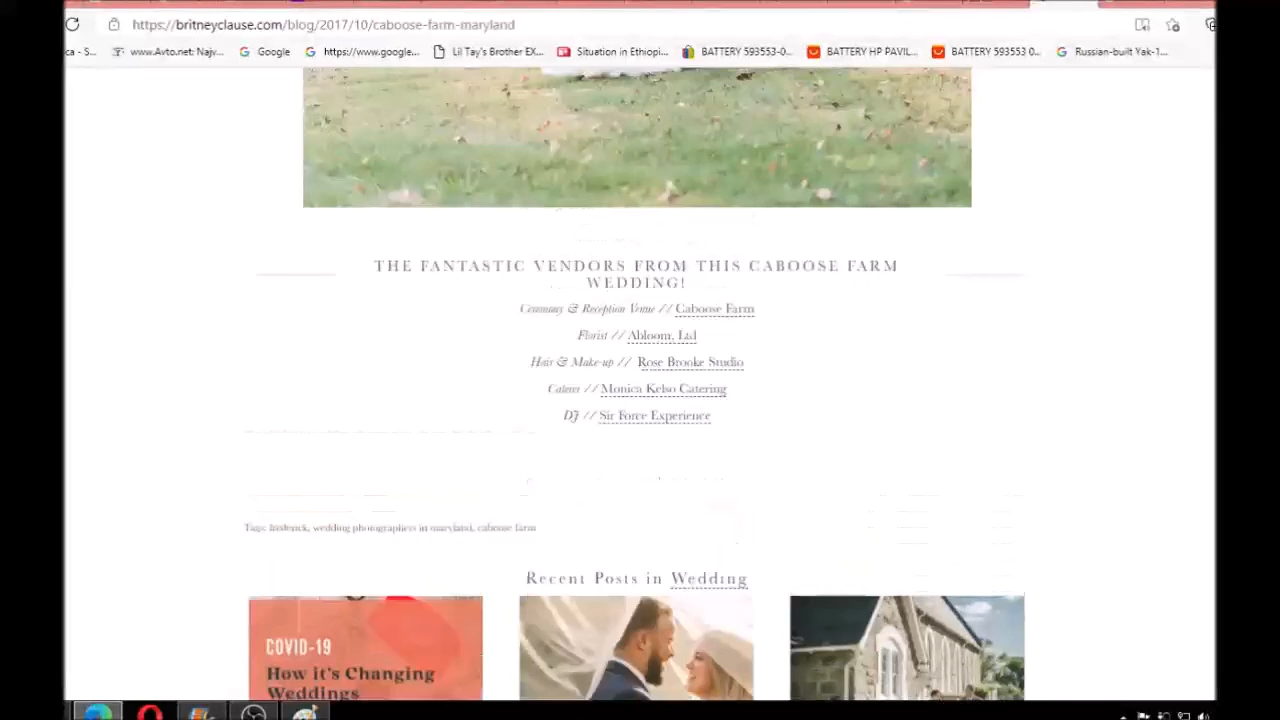 https://britneyclause.com/blog/2017/10/caboose-farm-maryland
ca - S... www.Avto.net: Najv... Google https://www.google... Lil Tay's Brother EX... Situation in Ethiopi... BATTERY 593553-0... BATTERY HP PAVIL... BATTERY 593553 0... Russian-built Yak-1...
THE FANTASTIC VENDORS FROM THIS CABOOSE FARM
WEDDING!
Ceremony & Reception Venue // Caboose Farm
Florist // Abloom, Ltd
Hair & Make-up // Rose Brooke Studio
Caterer // Monica Kelso Catering
DJ // Sir Force Experience
Tags: frederick, wedding photographers in maryland, caboose farm
Recent Posts in Wedding
COVID-19
How it's Changing
Weddings